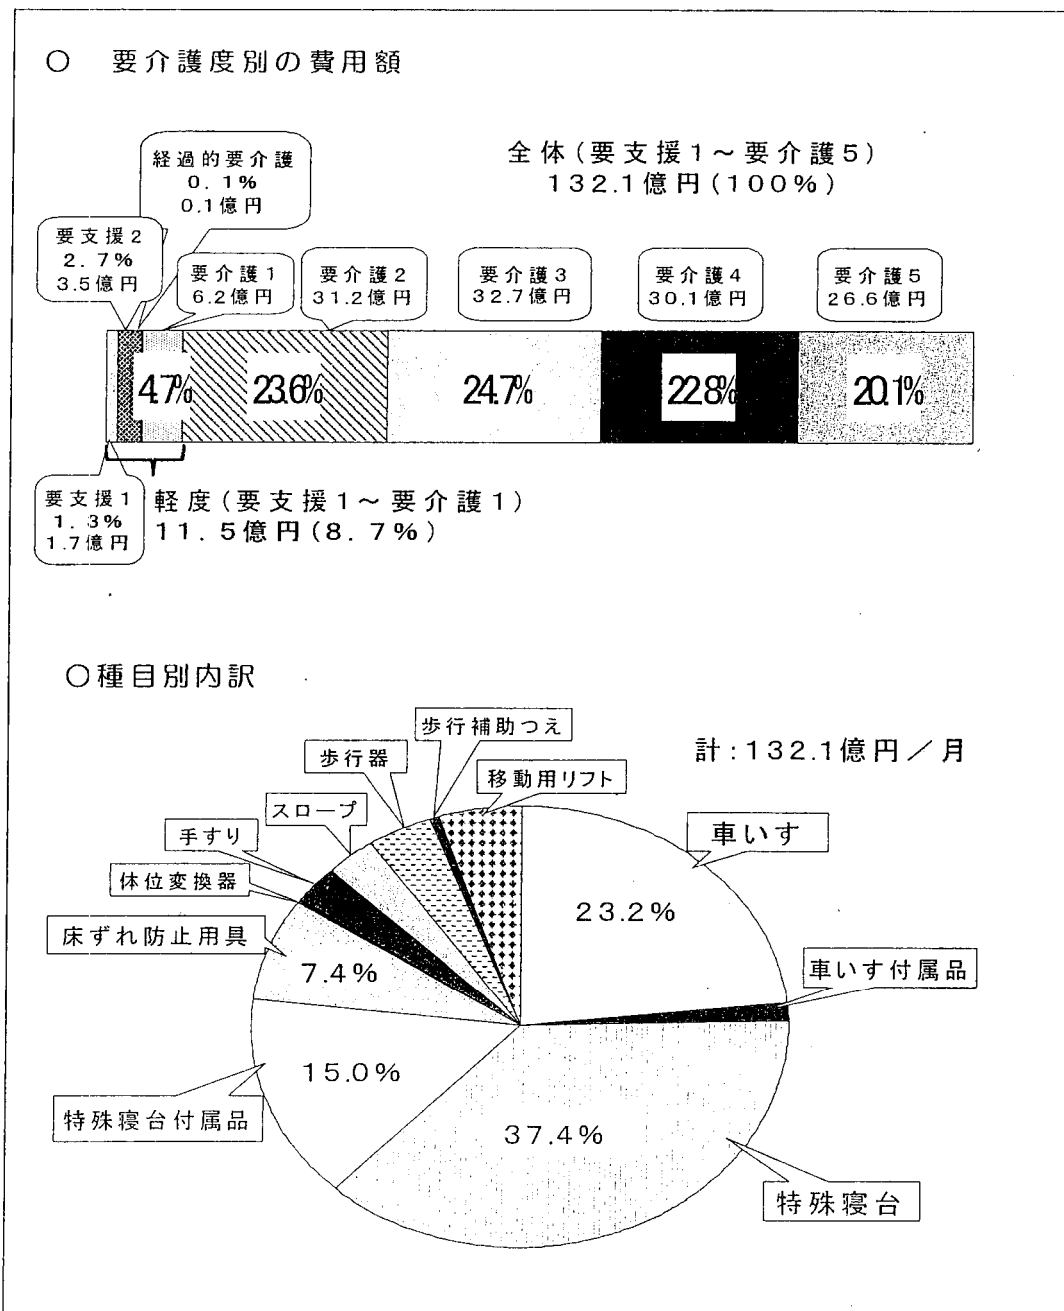 ○ 要介護度別の費用額
全体(要支援1~要介護5)
132.1億円(100%)
経過的要介護
0.1%
0.1億円
要支援2
2.7%
3.5億円
要介護1
6.2億円
要介護2
31.2億円
要介護3
32.7億円
要介護4
30.1億円
要介護5
26.6億円
4.7%
23.6%
24.7%
22.8%
20.1%
要支援1
1.3%
1.7億円
軽度(要支援1~要介護1)
11.5億円(8.7%)
○種目別内訳
計:132.1億円/月
歩行補助つえ
歩行器
移動用リフト
スロープ
手すり
体位変換器
床ずれ防止用具
特殊寝台付属品
車いす
車いす付属品
特殊寝台
23.2%
7.4%
15.0%
37.4%